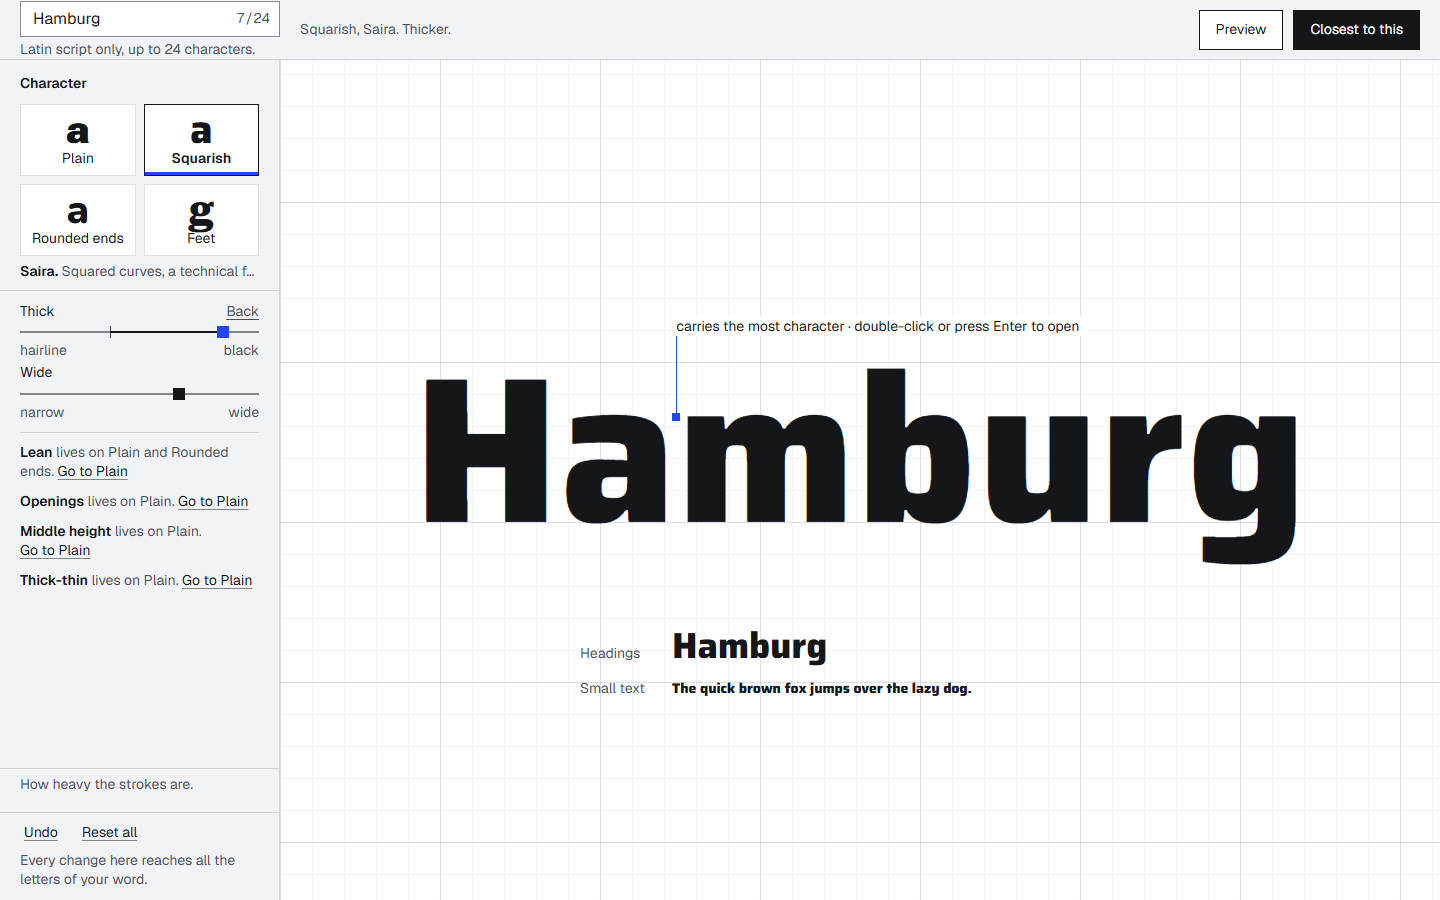 Hamburg 7/24
Latin script only, up to 24 characters.
Squarish, Saira. Thicker.
Preview
Closest to this
Character
a
Plain
a
Squarish
a
Rounded ends
g
Feet
Saira. Squared curves, a technical f…
Thick Back
hairline black
Wide
narrow wide
Lean lives on Plain and Rounded
ends. Go to Plain
Openings lives on Plain. Go to Plain
Middle height lives on Plain.
Go to Plain
Thick-thin lives on Plain. Go to Plain
How heavy the strokes are.
Undo Reset all
Every change here reaches all the
letters of your word.
carries the most character · double-click or press Enter to open
Hamburg
Headings Hamburg
Small text The quick brown fox jumps over the lazy dog.